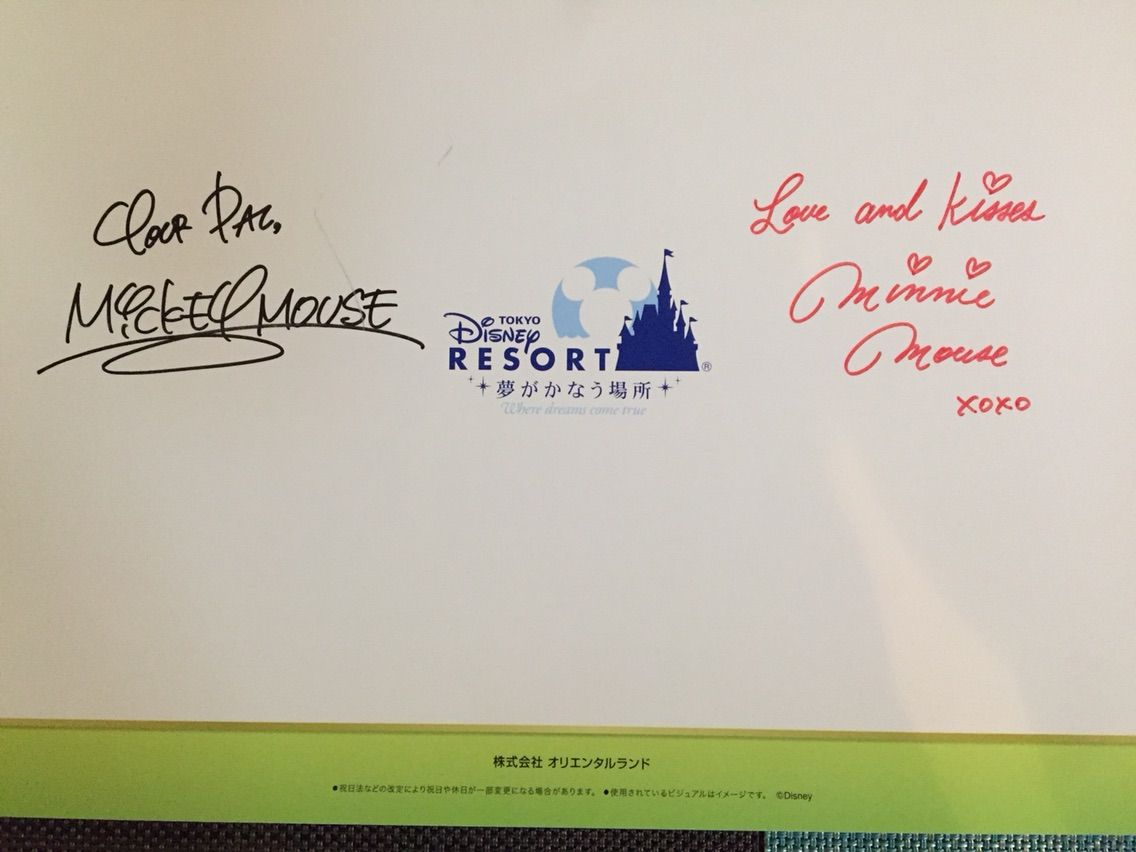 Your Pal,
MiCKEY MOUSE
TOKYO
Disney
RESORT®
夢がかなう場所
Where dreams come true
Love and kisses
Minnie
Mouse
xoxo
株式会社 オリエンタルランド
●祝日法などの改定により祝日や休日が一部変更になる場合があります。 ●使用されているビジュアルはイメージです。 ©Disney